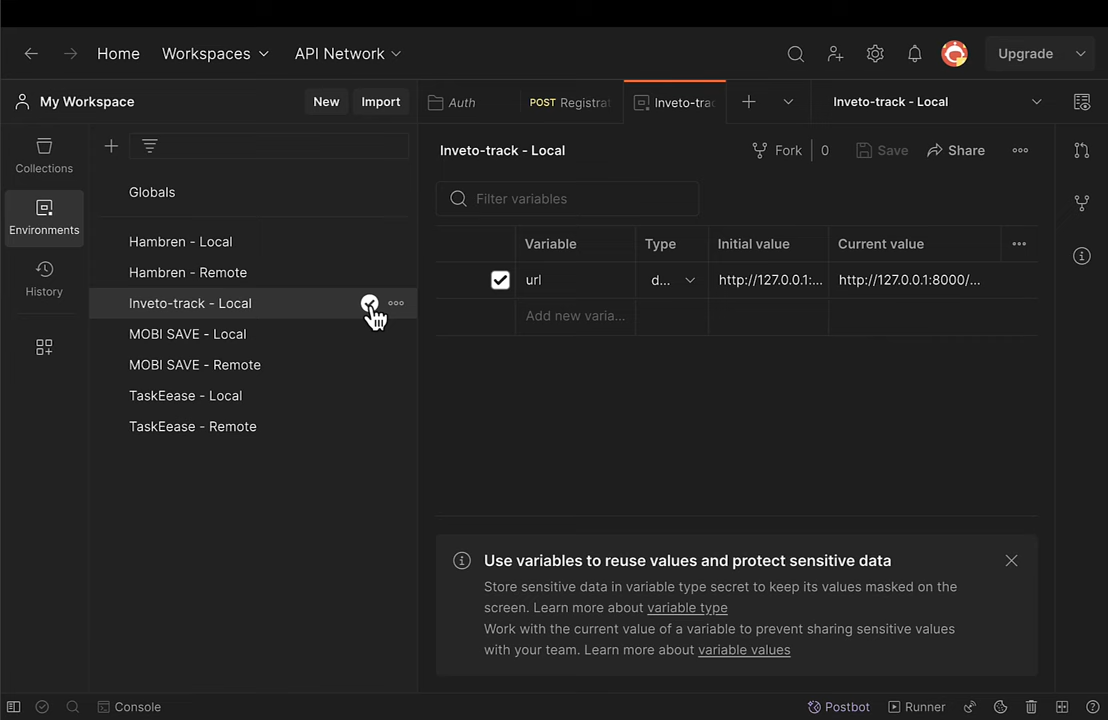 Home Workspaces API Network Upgrade
My Workspace New Import Auth POST Registrat Inveto-trac Inveto-track - Local
Collections
Environments
History
Globals
Hambren - Local
Hambren - Remote
Inveto-track - Local
MOBI SAVE - Local
MOBI SAVE - Remote
TaskEease - Local
TaskEease - Remote
Inveto-track - Local Fork 0 Save Share
Filter variables
Variable Type Initial value Current value
url d... http://127.0.0.1:... http://127.0.0.1:8000/...
Add new varia...
Use variables to reuse values and protect sensitive data
Store sensitive data in variable type secret to keep its values masked on the
screen. Learn more about variable type
Work with the current value of a variable to prevent sharing sensitive values
with your team. Learn more about variable values
Console Postbot Runner